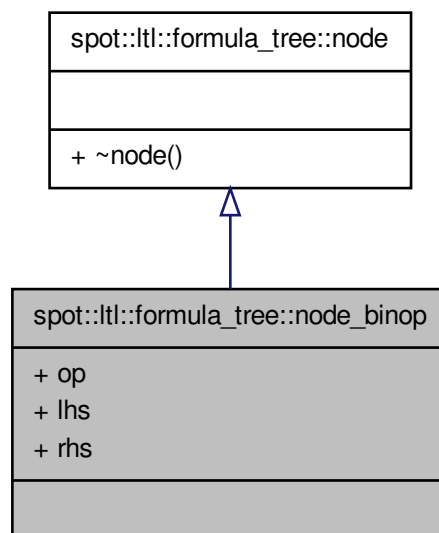 spot::ltl::formula_tree::node
+ ~node()
spot::ltl::formula_tree::node_binop
+ op
+ lhs
+ rhs